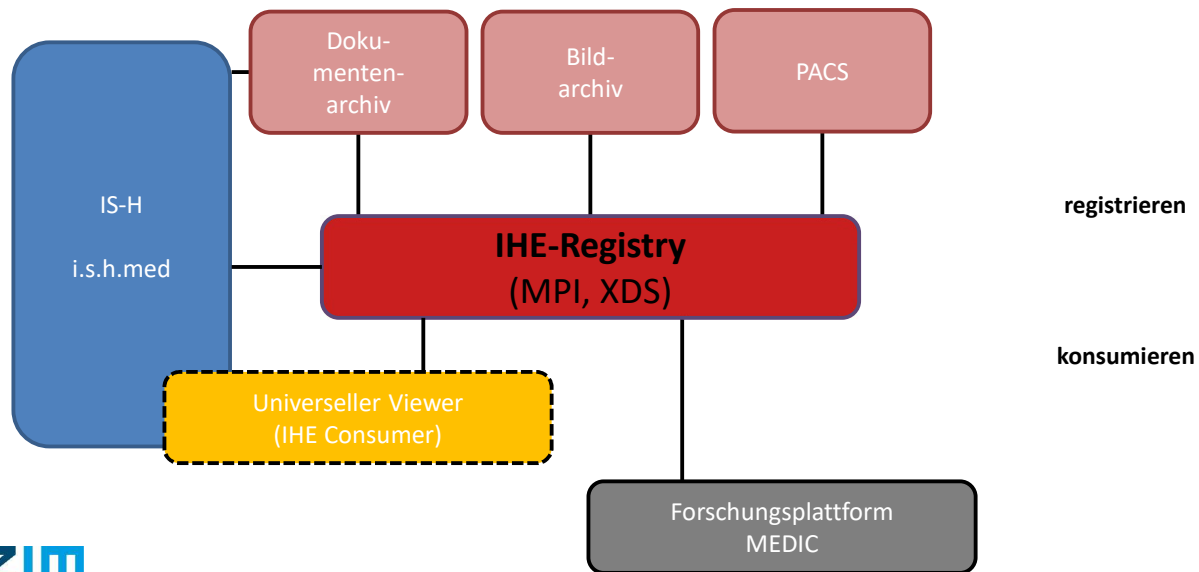 Doku-
menten-
archiv
Bild-
archiv
PACS
IS-H
i.s.h.med
registrieren
IHE-Registry
(MPI, XDS)
konsumieren
Universeller Viewer
(IHE Consumer)
Forschungsplattform
MEDIC